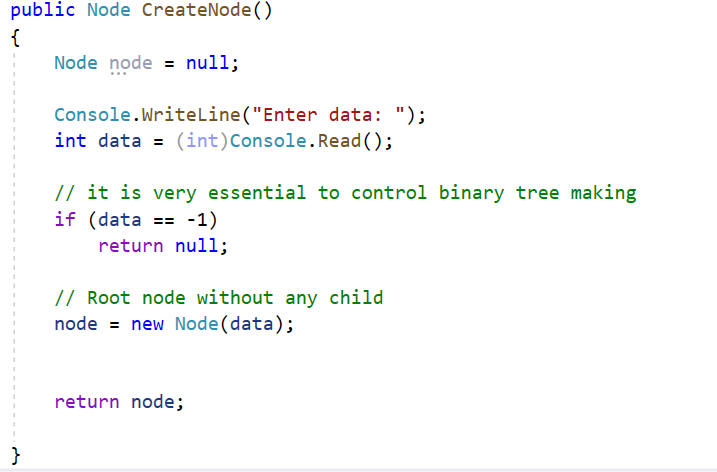 public Node CreateNode()
{
Node node = null;
Console.WriteLine("Enter data: ");
int data = (int)Console.Read();
// it is very essential to control binary tree making
if (data == -1)
return null;
// Root node without any child
node = new Node(data);
return node;
}